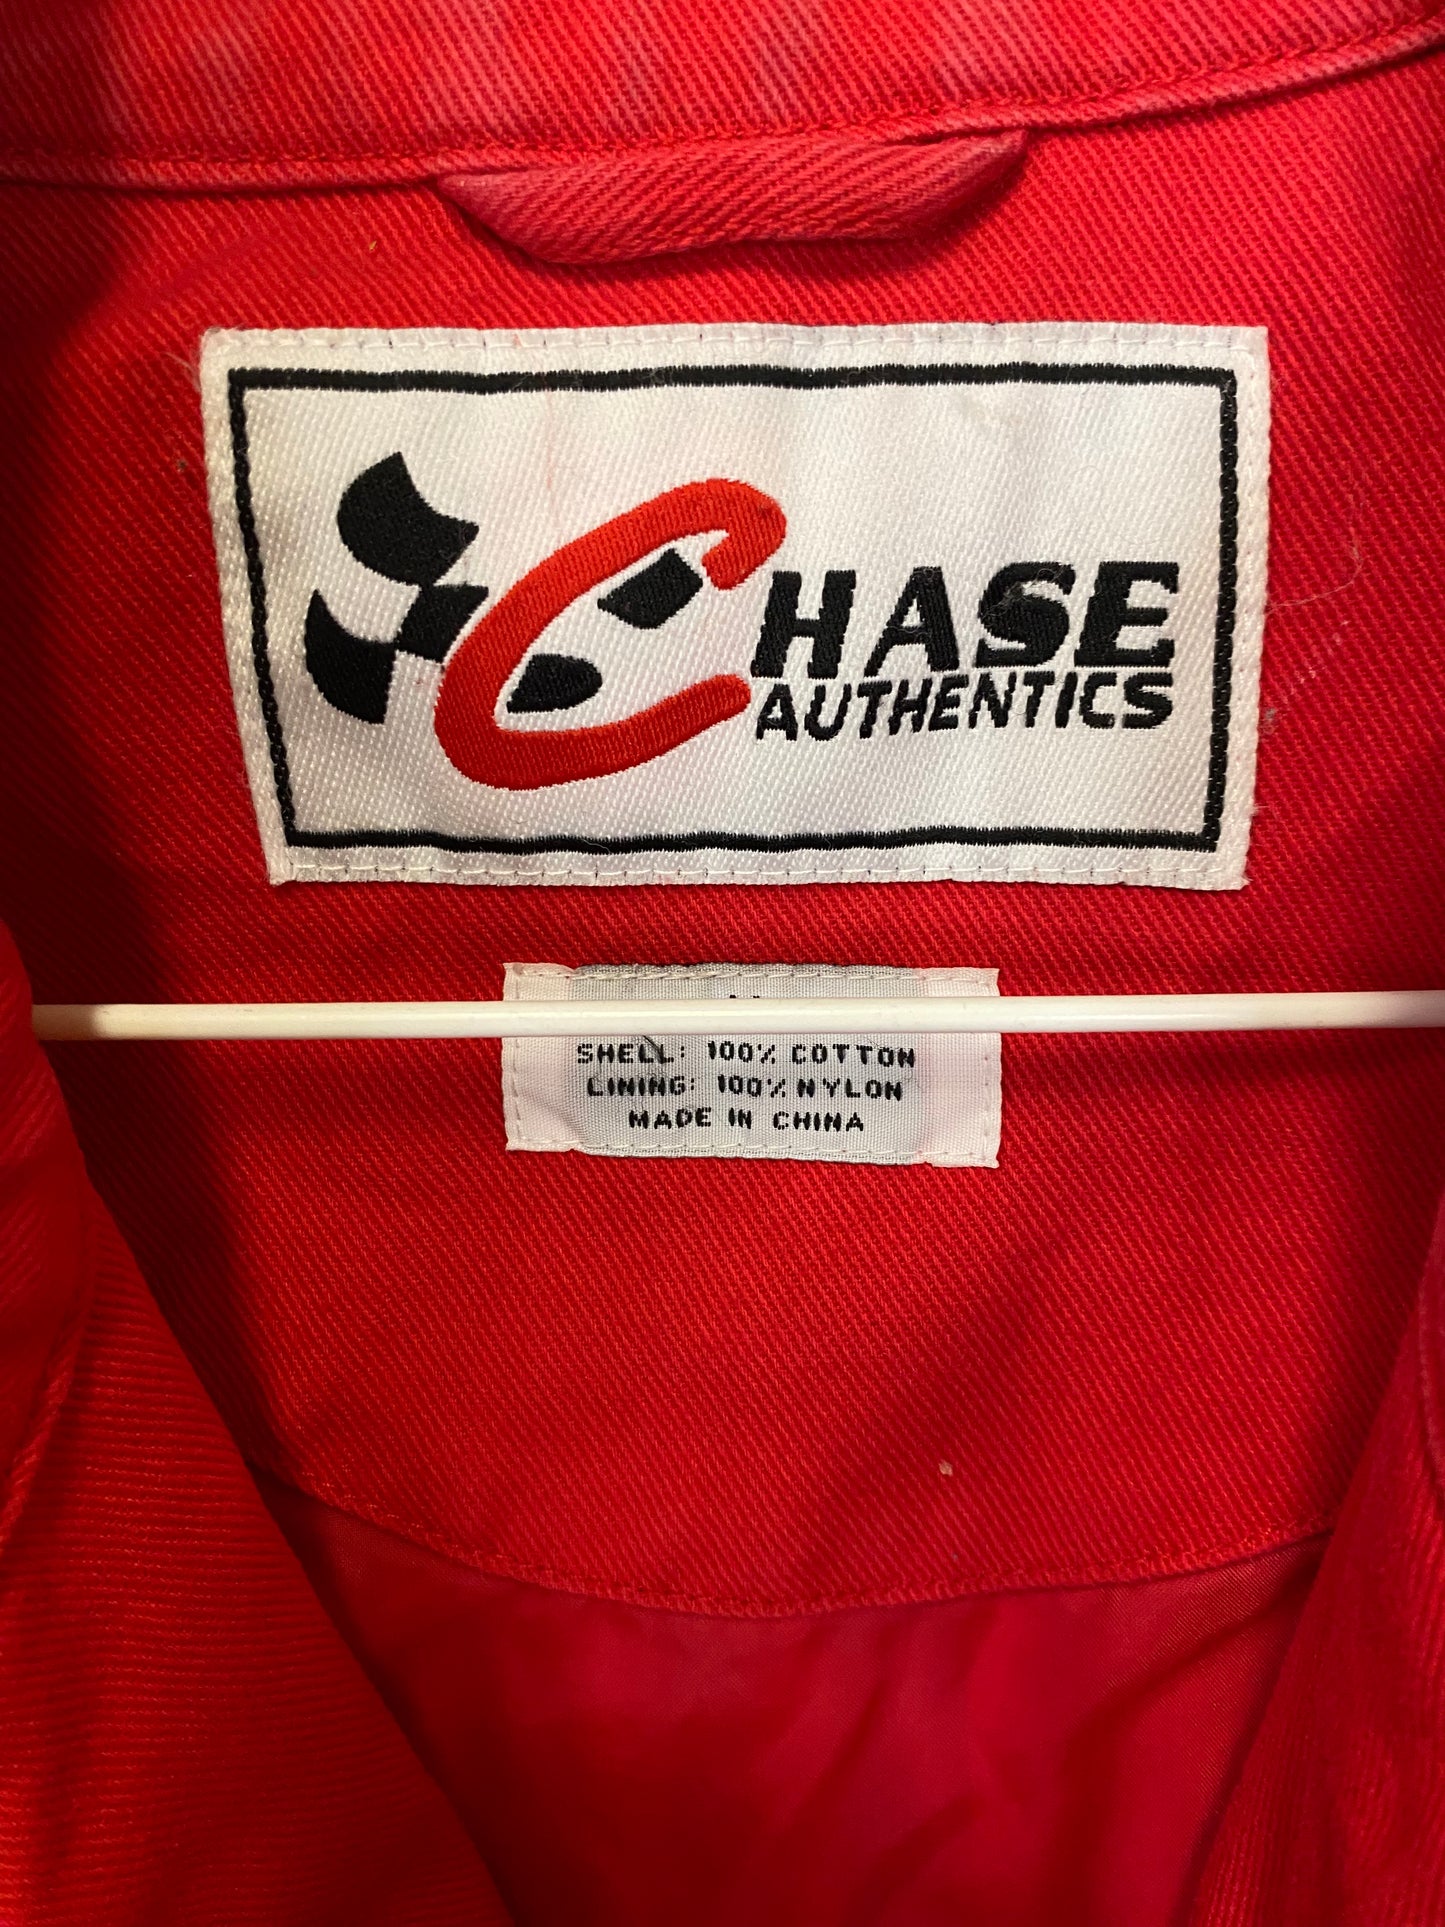 CHASE
AUTHENTICS
SHELL: 100% COTTON
LINING: 100% NYLON
MADE IN CHINA